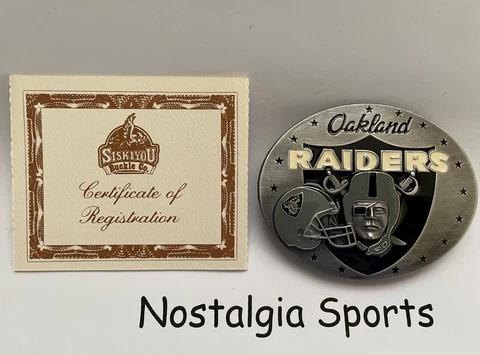 SISKIYOU
Buckle Co.
Certificate of
Registration
Oakland
RAIDERS
Nostalgia Sports